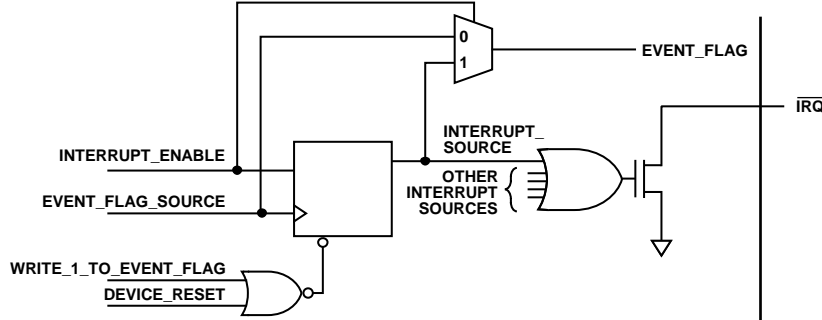 0
1
EVENT_FLAG
IRQ
INTERRUPT_ENABLE
INTERRUPT_
SOURCE
OTHER
INTERRUPT
SOURCES
EVENT_FLAG_SOURCE
WRITE_1_TO_EVENT_FLAG
DEVICE_RESET